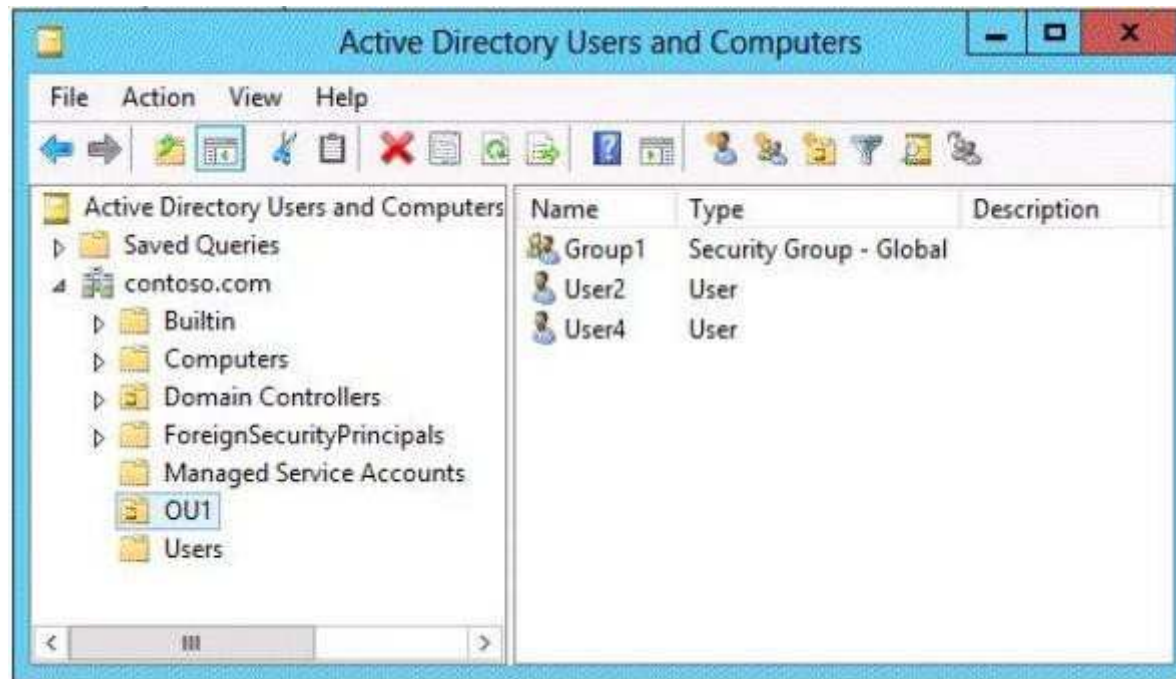 Active Directory Users and Computers
File Action View Help
Active Directory Users and Computers
Saved Queries
contoso.com
Builtin
Computers
Domain Controllers
ForeignSecurityPrincipals
Managed Service Accounts
OU1
Users
Name Type Description
Group1 Security Group - Global
User2 User
User4 User